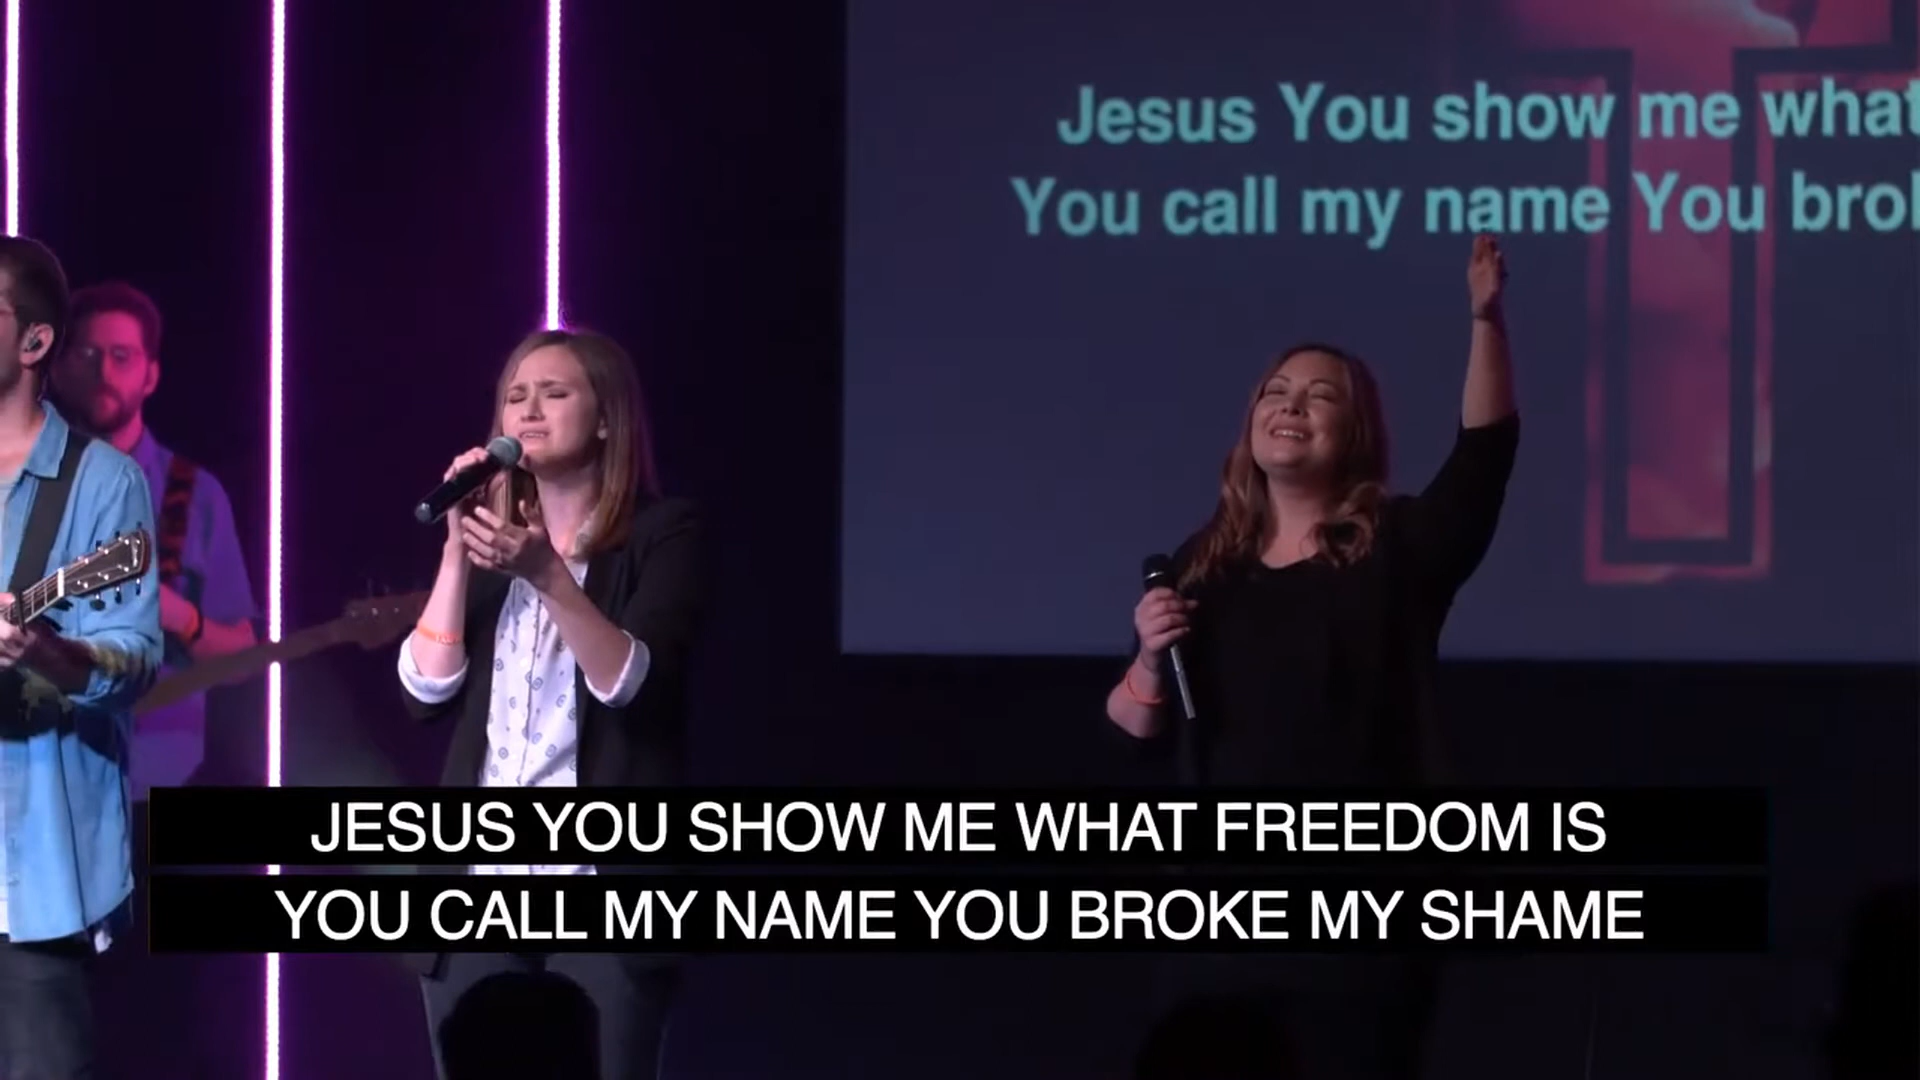 Jesus You show me what
You call my name You bro
JESUS YOU SHOW ME WHAT FREEDOM IS
YOU CALL MY NAME YOU BROKE MY SHAME